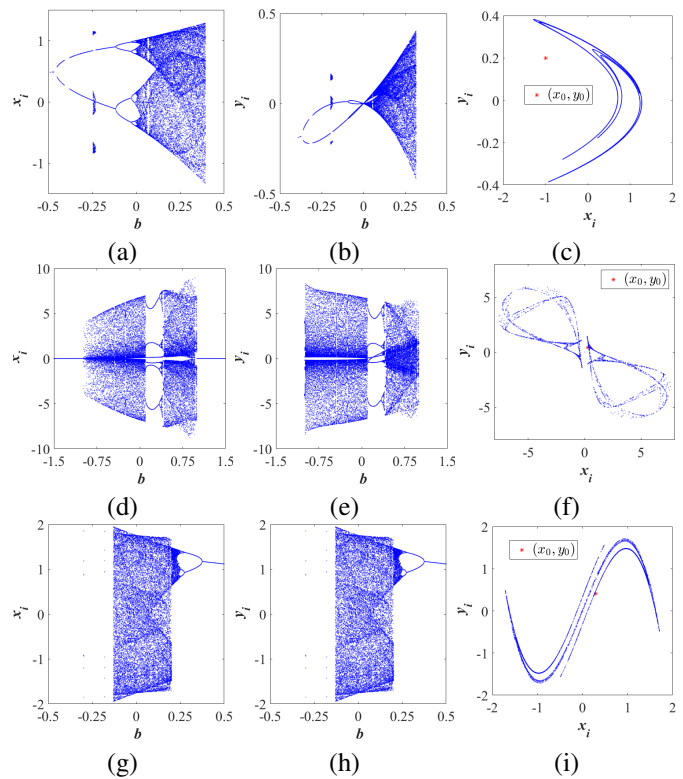 1
0
-1
x_i
-0.5 -0.25 0 0.25 0.5
b
(a)
0.5
0
-0.5
y_i
-0.5 -0.25 0 0.25 0.5
b
(b)
0.4
0.2
0
-0.2
-0.4
y_i
(x_0, y_0)
-2 -1 0 1 2
x_i
(c)
10
5
0
-5
-10
x_i
-1.5 -0.75 0 0.75 1.5
b
(d)
10
5
0
-5
-10
y_i
-1.5 -0.75 0 0.75 1.5
b
(e)
5
0
-5
y_i
(x_0, y_0)
-5 0 5
x_i
(f)
2
1
0
-1
-2
x_i
-0.5 -0.25 0 0.25 0.5
b
(g)
2
1
0
-1
-2
y_i
-0.5 -0.25 0 0.25 0.5
b
(h)
2
1
0
-1
-2
y_i
(x_0, y_0)
-2 -1 0 1 2
x_i
(i)